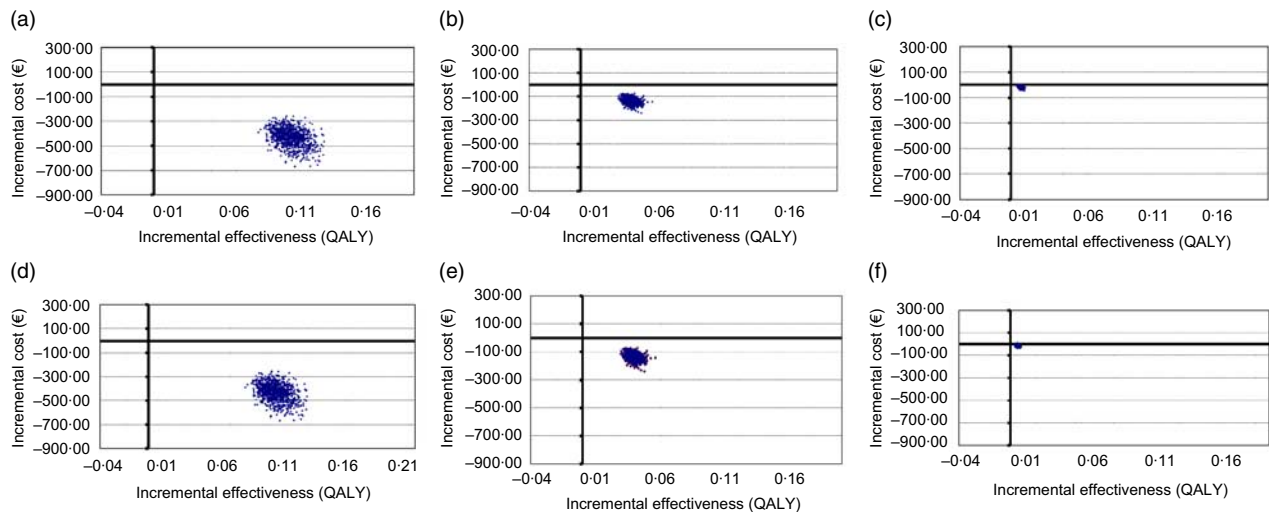 (a)
300·00
100·00
–100·00
–300·00
–500·00
–700·00
–900·00
Incremental cost (€)
–0·04 0·01 0·06 0·11 0·16
Incremental effectiveness (QALY)
(b)
300·00
100·00
–100·00
–300·00
–500·00
–700·00
–900·00
Incremental cost (€)
–0·04 0·01 0·06 0·11 0·16
Incremental effectiveness (QALY)
(c)
300·00
100·00
–100·00
–300·00
–500·00
–700·00
–900·00
Incremental cost (€)
–0·04 0·01 0·06 0·11 0·16
Incremental effectiveness (QALY)
(d)
300·00
100·00
–100·00
–300·00
–500·00
–700·00
–900·00
Incremental cost (€)
–0·04 0·01 0·06 0·11 0·16 0·21
Incremental effectiveness (QALY)
(e)
300·00
100·00
–100·00
–300·00
–500·00
–700·00
–900·00
Incremental cost (€)
–0·04 0·01 0·06 0·11 0·16
Incremental effectiveness (QALY)
(f)
300·00
100·00
–100·00
–300·00
–500·00
–700·00
–900·00
Incremental cost (€)
–0·04 0·01 0·06 0·11 0·16
Incremental effectiveness (QALY)